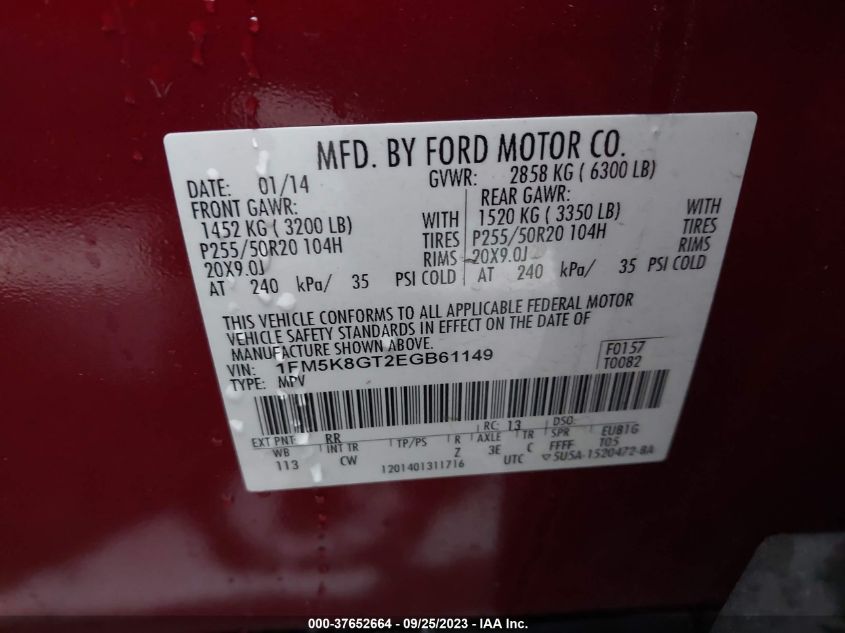 MFD. BY FORD MOTOR CO.
DATE: 01/14 GVWR: 2858 KG ( 6300 LB)
FRONT GAWR: REAR GAWR:
1452 KG ( 3200 LB) WITH 1520 KG ( 3350 LB) WITH
P255/50R20 104H TIRES P255/50R20 104H TIRES
20X9.0J RIMS 20X9.0J RIMS
AT 240 kPa/ 35 PSI COLD AT 240 kPa/ 35 PSI COLD
THIS VEHICLE CONFORMS TO ALL APPLICABLE FEDERAL MOTOR
VEHICLE SAFETY STANDARDS IN EFFECT ON THE DATE OF
MANUFACTURE SHOWN ABOVE.
VIN: 1FM5K8GT2EGB61149 F0157
TYPE: MPV T0082
EXT PNT: RR RC: 13 DSO:
WB INT TR TP/PS R AXLE TR SPR EUB1G
113 CW Z 3E C FFFF T05
1201401311716 UTC ▽5U5A-1520472-BA
000-37652664 - 09/25/2023 - IAA Inc.